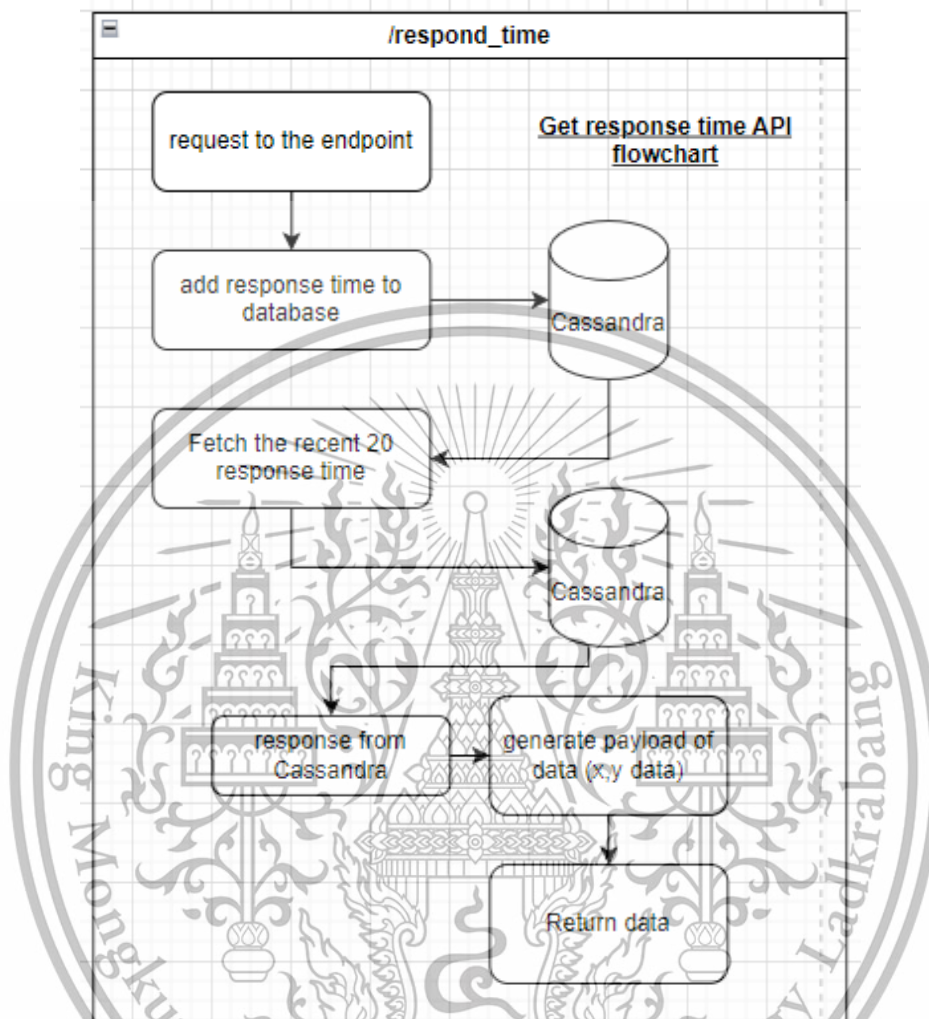 /respond_time
request to the endpoint
Get response time API
flowchart
add response time to
database
Cassandra
Fetch the recent 20
response time
Cassandra
response from
Cassandra
generate payload of
data (x,y data)
Return data
King Mongku
Ladkrabang